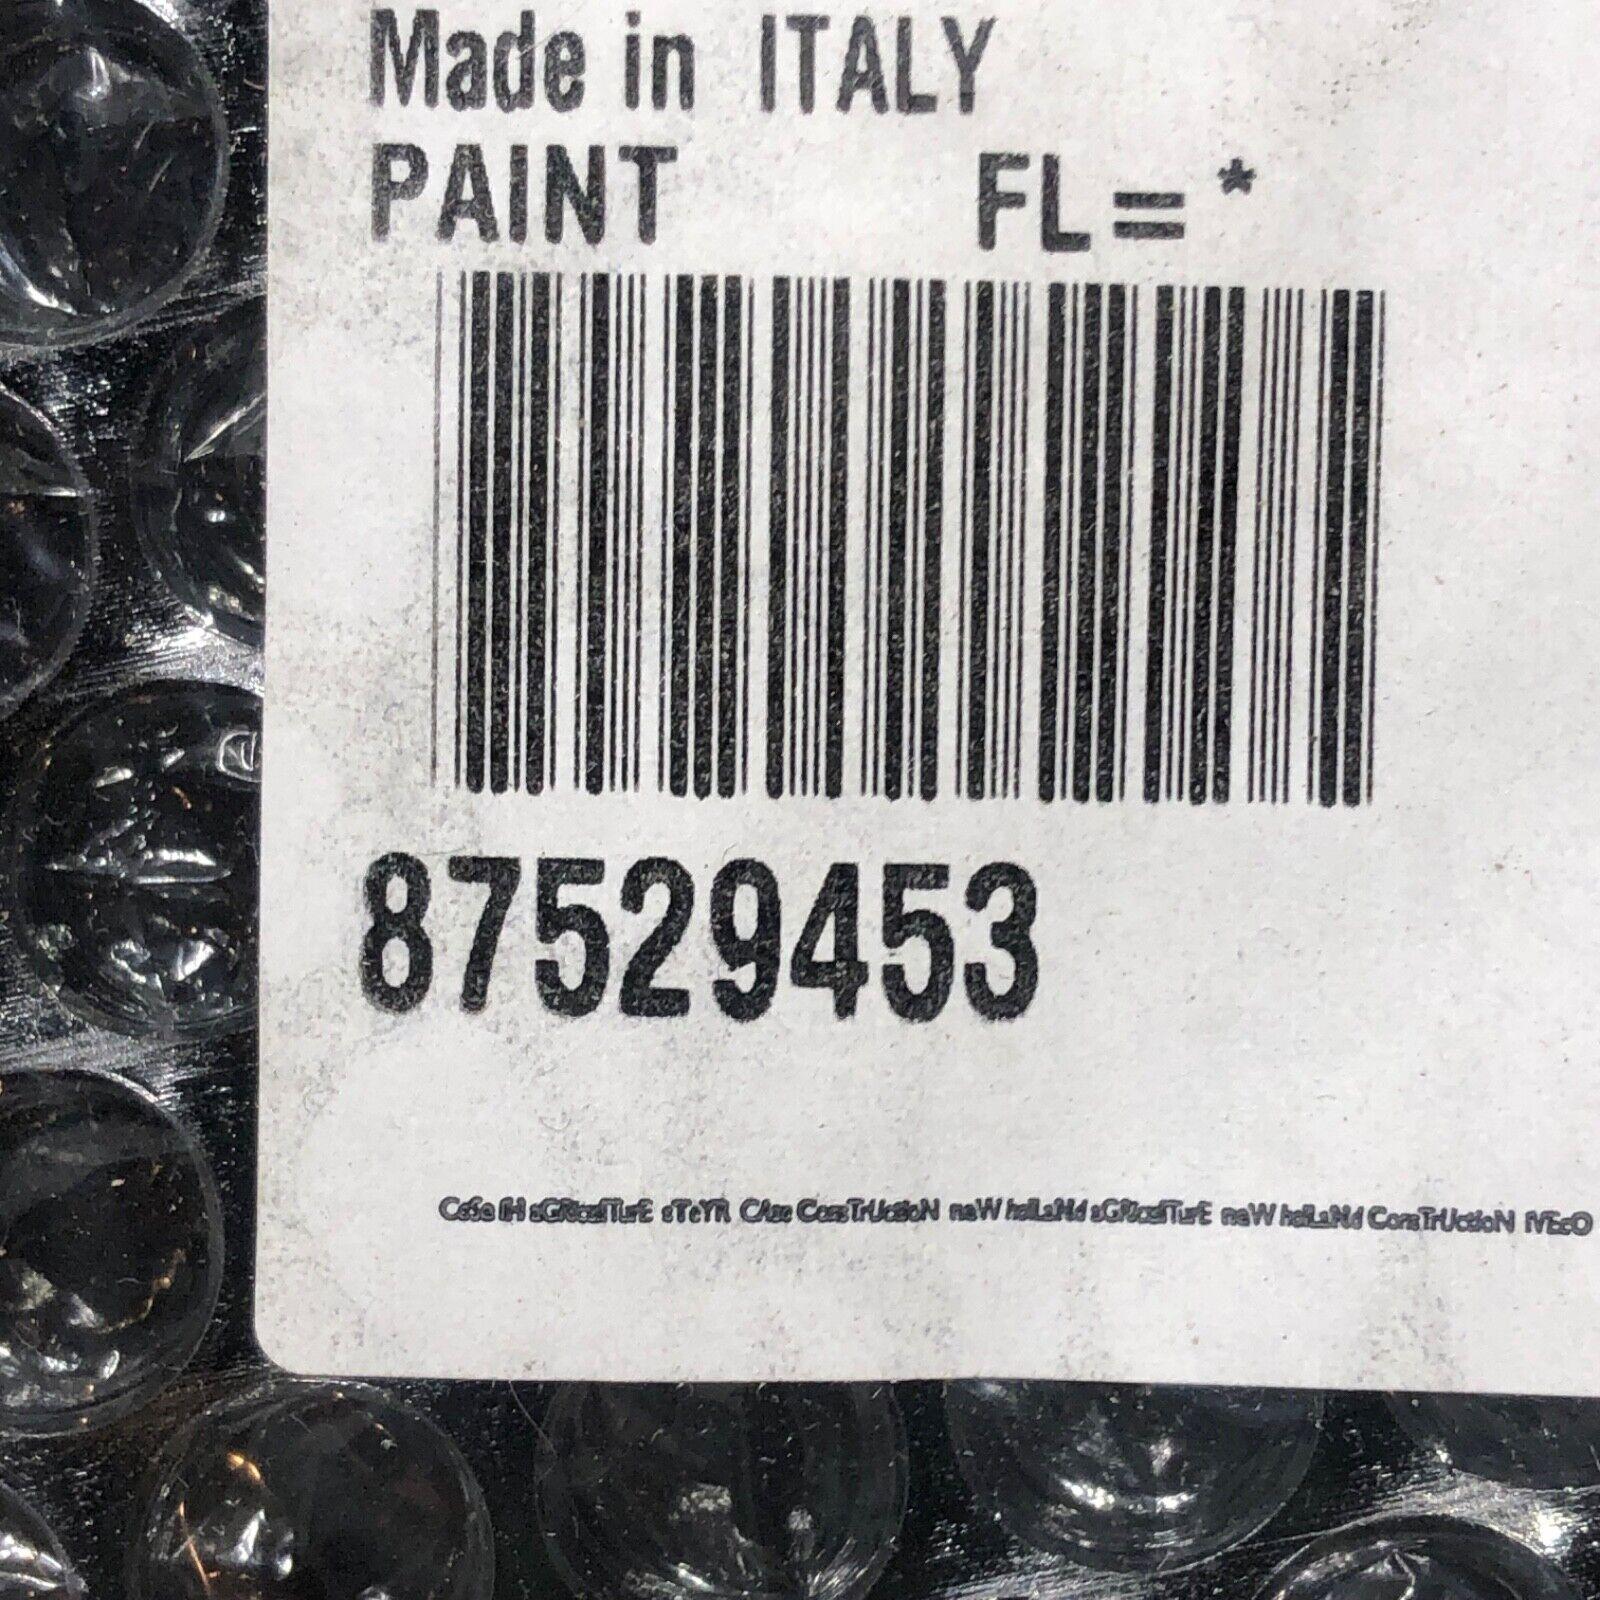 Made in ITALY
PAINT FL= *
87529453
CaSe IH aGRIculTurE sTeYR CAse ConsTrUctioN neW hollaNd aGRIculTurE neW hollaNd ConsTrUctioN IVEcO